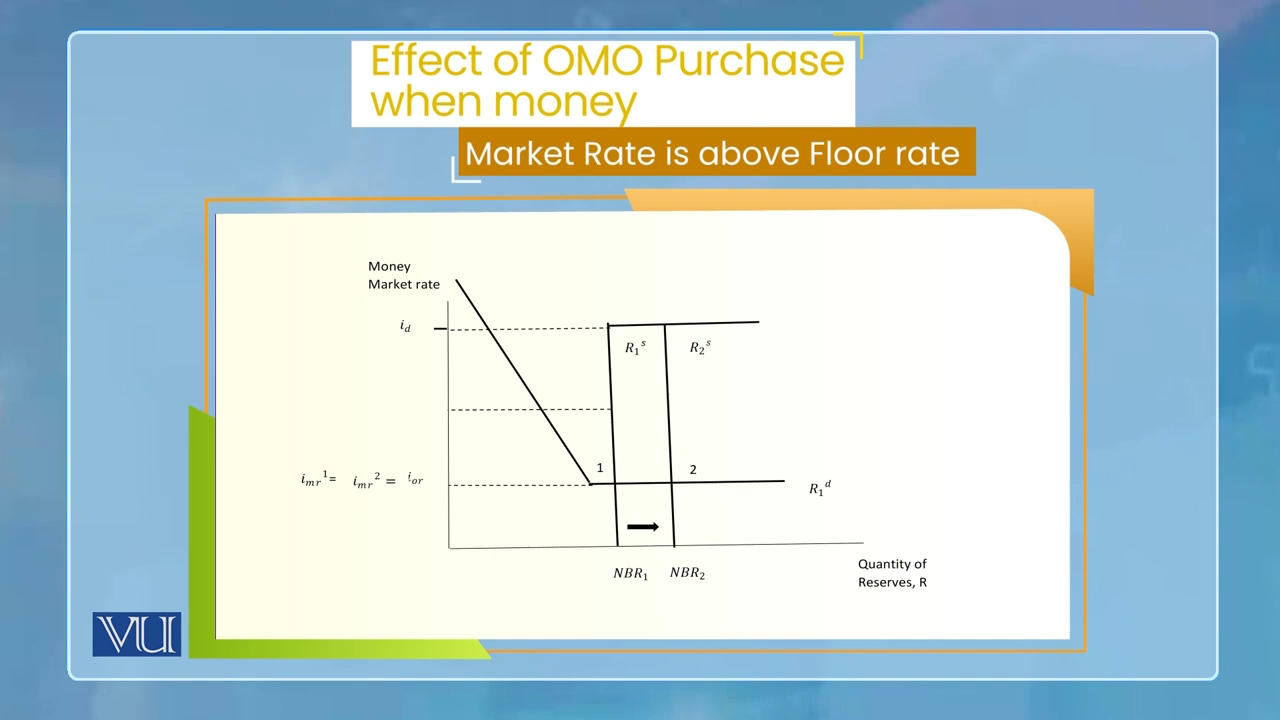 Effect of OMO Purchase
when money
Market Rate is above Floor rate
Money
Market rate
i_d
R_1^s R_2^s
1 2
i_mr^1= i_mr^2 = i_or
R_1^d
NBR_1 NBR_2
Quantity of
Reserves, R
VU